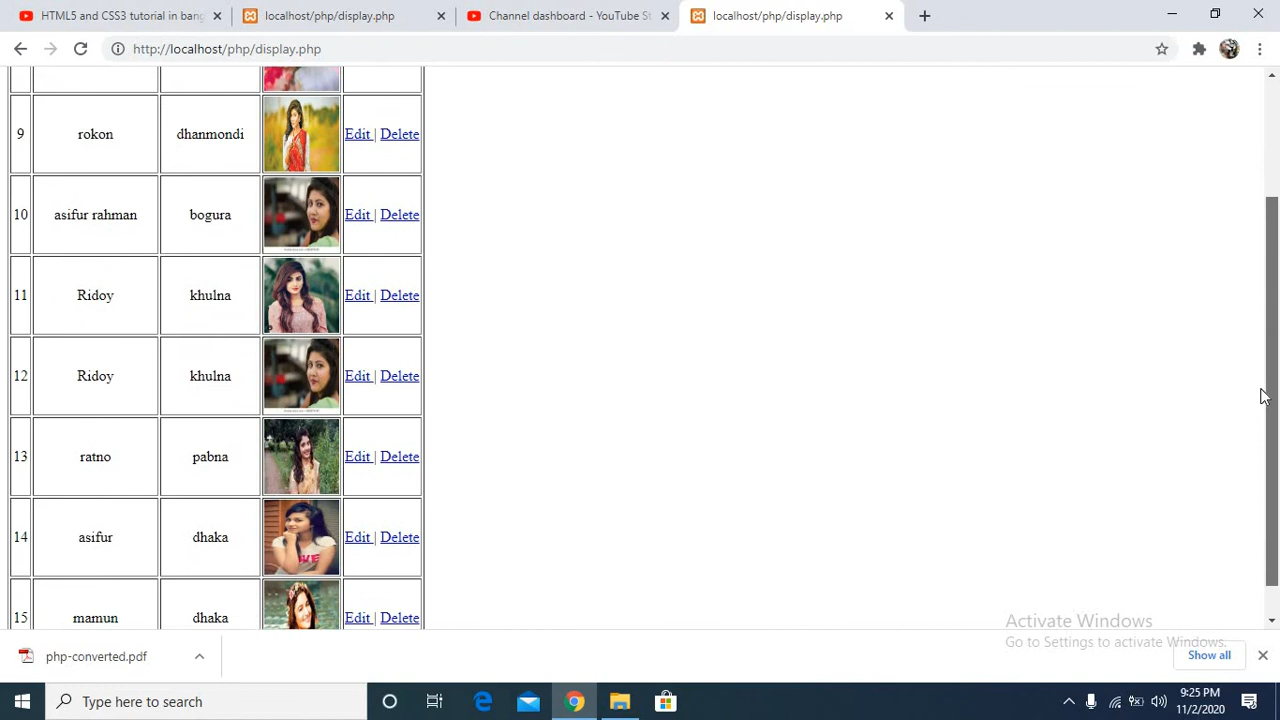 HTML5 and CSS3 tutorial in bang
localhost/php/display.php
Channel dashboard - YouTube St
localhost/php/display.php
http://localhost/php/display.php
9 rokon dhanmondi Edit | Delete
10 asifur rahman bogura Edit | Delete
11 Ridoy khulna Edit | Delete
12 Ridoy khulna Edit | Delete
13 ratno pabna Edit | Delete
14 asifur dhaka Edit | Delete
15 mamun dhaka Edit | Delete
Activate Windows
Go to Settings to activate Windows.
php-converted.pdf
Show all
Type here to search
9:25 PM
11/2/2020